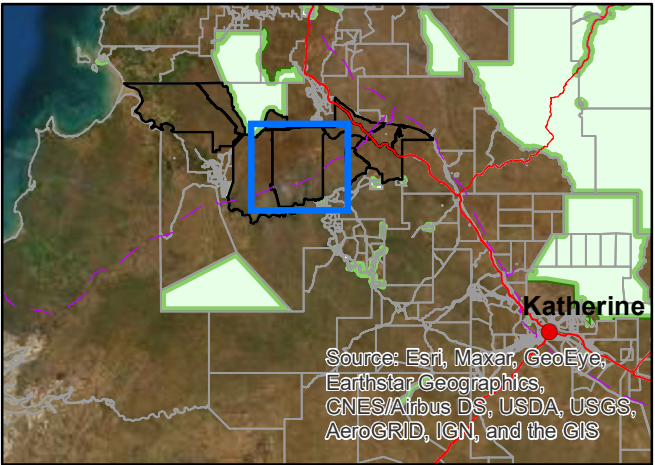 Katherine
Source: Esri, Maxar, GeoEye,
Earthstar Geographics,
CNES/Airbus DS, USDA, USGS,
AeroGRID, IGN, and the GIS